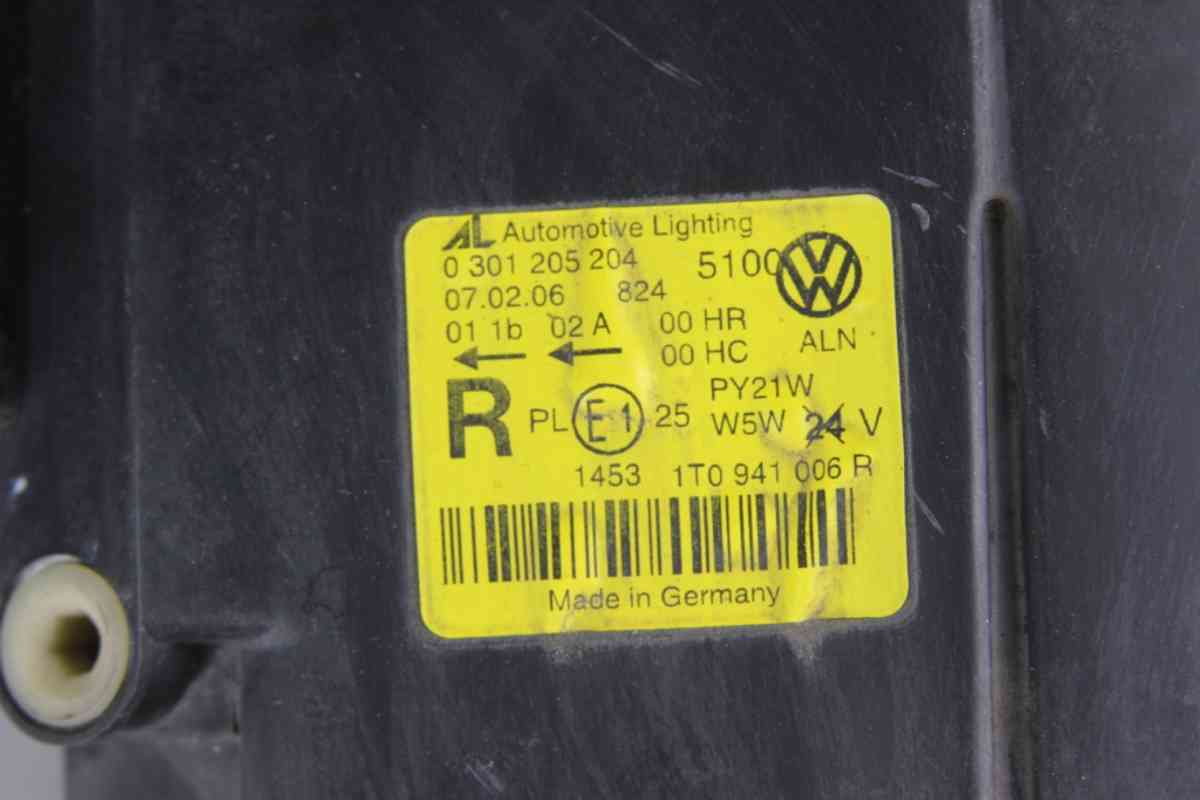 AL Automotive Lighting
0 301 205 204 5100
07.02.06 824
01 1b 02 A 00 HR
ALN
← ← 00 HC
R PL E1 25 PY21W
W5W 24 V
1453 1T0 941 006 R
Made in Germany